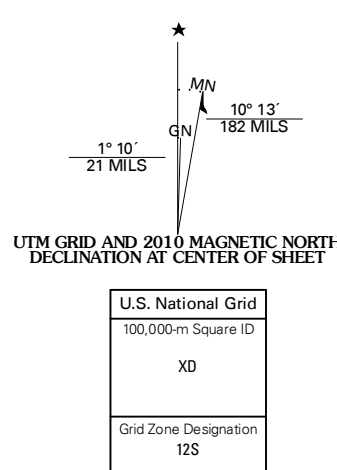 ★
MN
10° 13´
182 MILS
GN
1° 10´
21 MILS
UTM GRID AND 2010 MAGNETIC NORTH
DECLINATION AT CENTER OF SHEET
U.S. National Grid
100,000-m Square ID
XD
Grid Zone Designation
12S